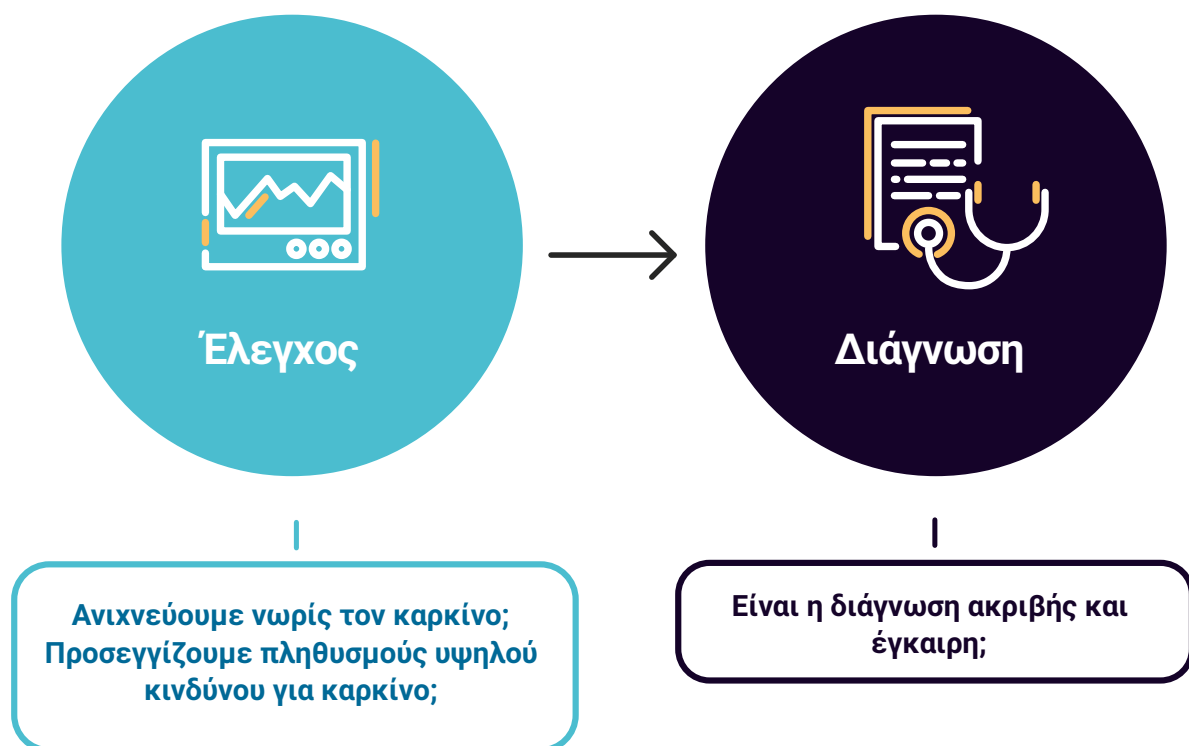 Έλεγχος
Διάγνωση
Ανιχνεύουμε νωρίς τον καρκίνο;
Προσεγγίζουμε πληθυσμούς υψηλού
κινδύνου για καρκίνο;
Είναι η διάγνωση ακριβής και
έγκαιρη;